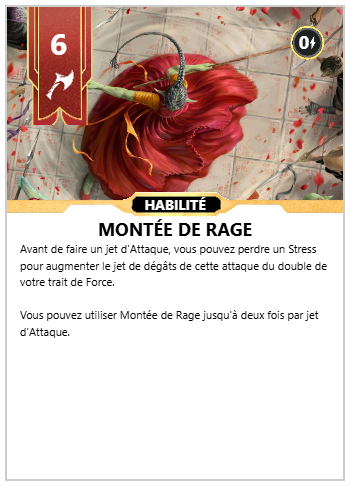 6
0
HABILITÉ
MONTÉE DE RAGE
Avant de faire un jet d'Attaque, vous pouvez perdre un Stress
pour augmenter le jet de dégâts de cette attaque du double de
votre trait de Force.
Vous pouvez utiliser Montée de Rage jusqu'à deux fois par jet
d'Attaque.